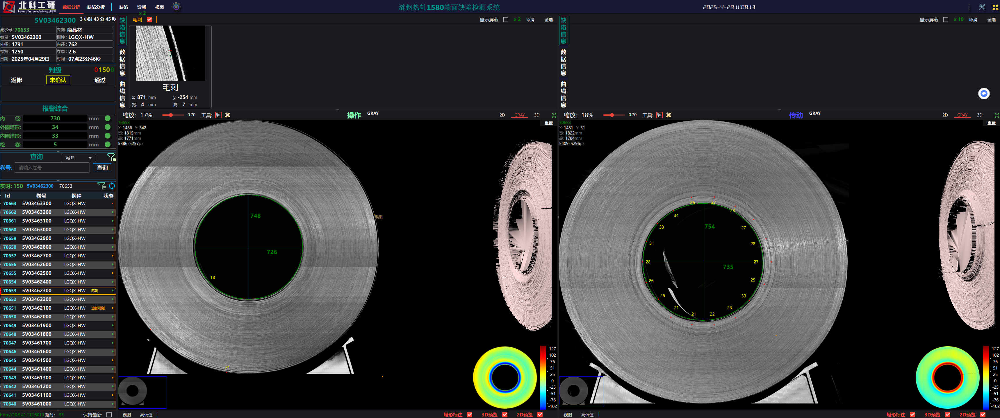 北科工研
Institute of Engineering Technology, USTB
数据分析 缺陷分析 缺陷 诊断 报表
x 2
涟钢热轧1580端面缺陷检测系统
2025-4-29 11:08:13
5V03462300 3 小时 43 分 45 秒
流水号: 70653 去向: 商品材
卷号: 5V03462300 钢种: LGQX-HW
外径: 1791 内径: 762
卷宽: 1250 卷厚: 2.6
日期: 2025年04月29日 时间: 07点25分46秒
判级 0 150 0
返修 未确认 通过
报警综合
内 径: 730 mm
外圈塔形: 34 mm
内圈塔形: 33 mm
松 卷: 5 mm
查询 卷号
卷号: 请输入卷号 查询
实时: 150 5V03462300 70653
Id 卷号 钢种 状态
70663 5V03463300 LGQX-HW
70662 5V03463200 LGQX-HW
70661 5V03463100 LGQX-HW
70660 5V03463000 LGQX-HW
70659 5V03462900 LGQX-HW
70658 5V03462800 LGQX-HW
70657 5V03462700 LGQX-HW
70656 5V03462600 LGQX-HW
70655 5V03462500 LGQX-HW
70654 5V03462400 LGQX-HW
70653 5V03462300 LGQX-HW 毛刺
70652 5V03462200 LGQX-HW
70651 5V03462100 LGQX-HW 边部褶皱
70650 5V03462000 LGQX-HW
70649 5V03461900 LGQX-HW
70648 5V03461800 LGQX-HW
70647 5V03461700 LGQX-HW
70646 5V03461600 LGQX-HW
70645 5V03461500 LGQX-HW
70644 5V03461400 LGQX-HW
70643 5V03461300 LGQX-HW
70642 5V03461200 LGQX-HW
70641 5V03461100 LGQX-HW
70640 5V03461000 LGQX-HW
http://10.9.41.112:5010 延时: 55 保持最新
缺陷信息
数据信息
曲线信息
毛刺
显示屏蔽 x 2 取消 全选
毛刺
x: 871 mm y: -254 mm
宽: 4 mm 高: 7 mm
缩放: 17% 0.70 工具: 操作 GRAY 2D GRAY 3D
重置
70653
X: 1436 Y: 342
宽: 1815mm
高: 1771mm
5386x5257px
748
726
18
21
毛刺
127
102
76
51
25
0
-25
-51
-76
-102
视图 高低值 塔形标注 3D预览 2D预览
缺陷信息
数据信息
曲线信息
显示屏蔽 x 10 取消 全选
缩放: 18% 0.70 工具: 传动 GRAY 2D GRAY 3D
重置
70653
X: 1451 Y: 31
宽: 1822mm
高: 1784mm
5409x5296px
26 27
34 28
33 754 27
31 28
28 735 27
26 25
26 33
21 23
21 22
127
102
76
51
25
0
-25
-51
-76
-102
视图 高低值 塔形标注 3D预览 2D预览